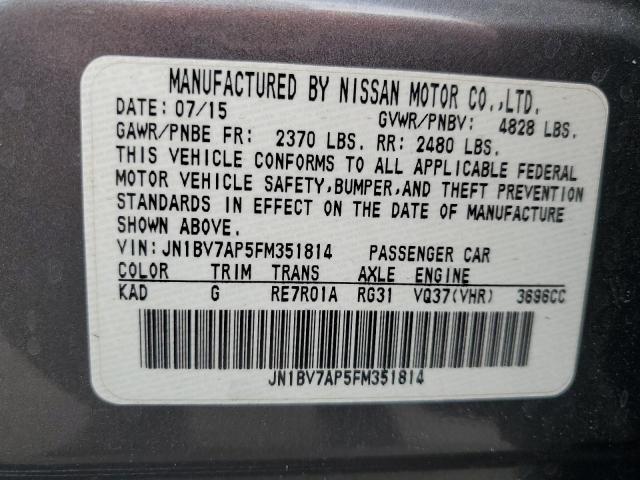 MANUFACTURED BY NISSAN MOTOR CO.,LTD.
DATE: 07/15 GVWR/PNBV: 4828 LBS.
GAWR/PNBE FR: 2370 LBS. RR: 2480 LBS.
THIS VEHICLE CONFORMS TO ALL APPLICABLE FEDERAL
MOTOR VEHICLE SAFETY,BUMPER,AND THEFT PREVENTION
STANDARDS IN EFFECT ON THE DATE OF MANUFACTURE
SHOWN ABOVE.
VIN: JN1BV7AP5FM351814 PASSENGER CAR
COLOR TRIM TRANS AXLE ENGINE
KAD G RE7R01A RG31 VQ37(VHR) 3696CC
JN1BV7AP5FM351814